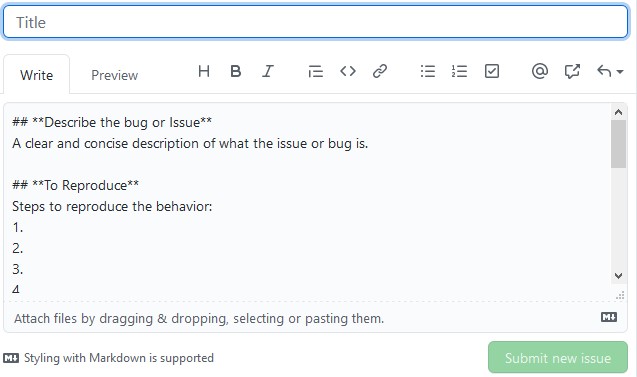 Title
Write
Preview
H B I
## **Describe the bug or Issue**
A clear and concise description of what the issue or bug is.
## **To Reproduce**
Steps to reproduce the behavior:
1.
2.
3.
4
Attach files by dragging & dropping, selecting or pasting them.
Styling with Markdown is supported
Submit new issue